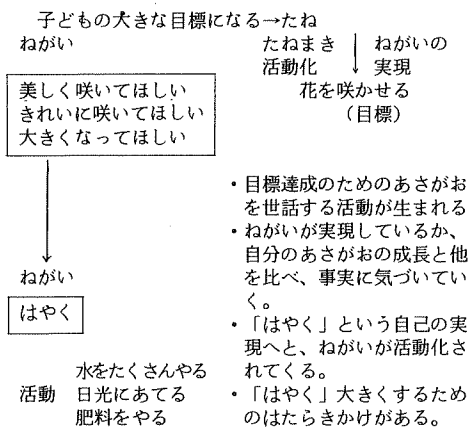 子どもの大きな目標になる→たね
ねがい
たねまき
活動化
ねがいの
実現
花を咲かせる
(目標)
美しく咲いてほしい
きれいに咲いてほしい
大きくなってほしい
・目標達成のためのあさがお
を世話する活動が生まれる
・ねがいが実現しているか、
自分のあさがおの成長と他
を比べ、事実に気づいてい
く。
・「はやく」という自己の実
現へと、ねがいが活動化さ
れてくる。
・「はやく」大きくするため
のはたらきかけがある。
ねがい
はやく
活動
水をたくさんやる
日光にあてる
肥料をやる